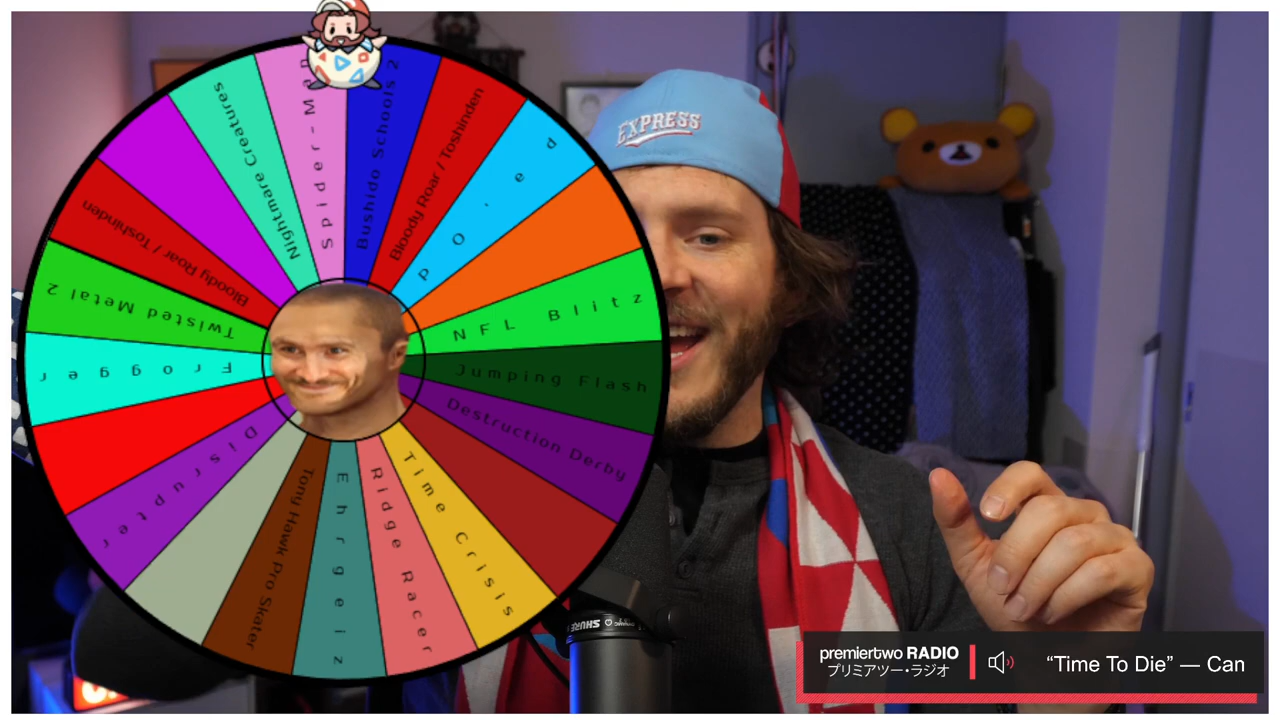 Spider-Man
Bushido Schools 2
Bloody Roar / Toshinden
P.O.'ed
NFL Blitz
Jumping Flash
Destruction Derby
Time Crisis
Ridge Racer
Ehrgeiz
Tony Hawk Pro Skater
Disrupter
Frogger
Twisted Metal 2
Bloody Roar / Toshinden
Nightmare Creatures
EXPRESS
SHURE
premiertwo RADIO
プリミアツー・ラジオ
“Time To Die” — Can